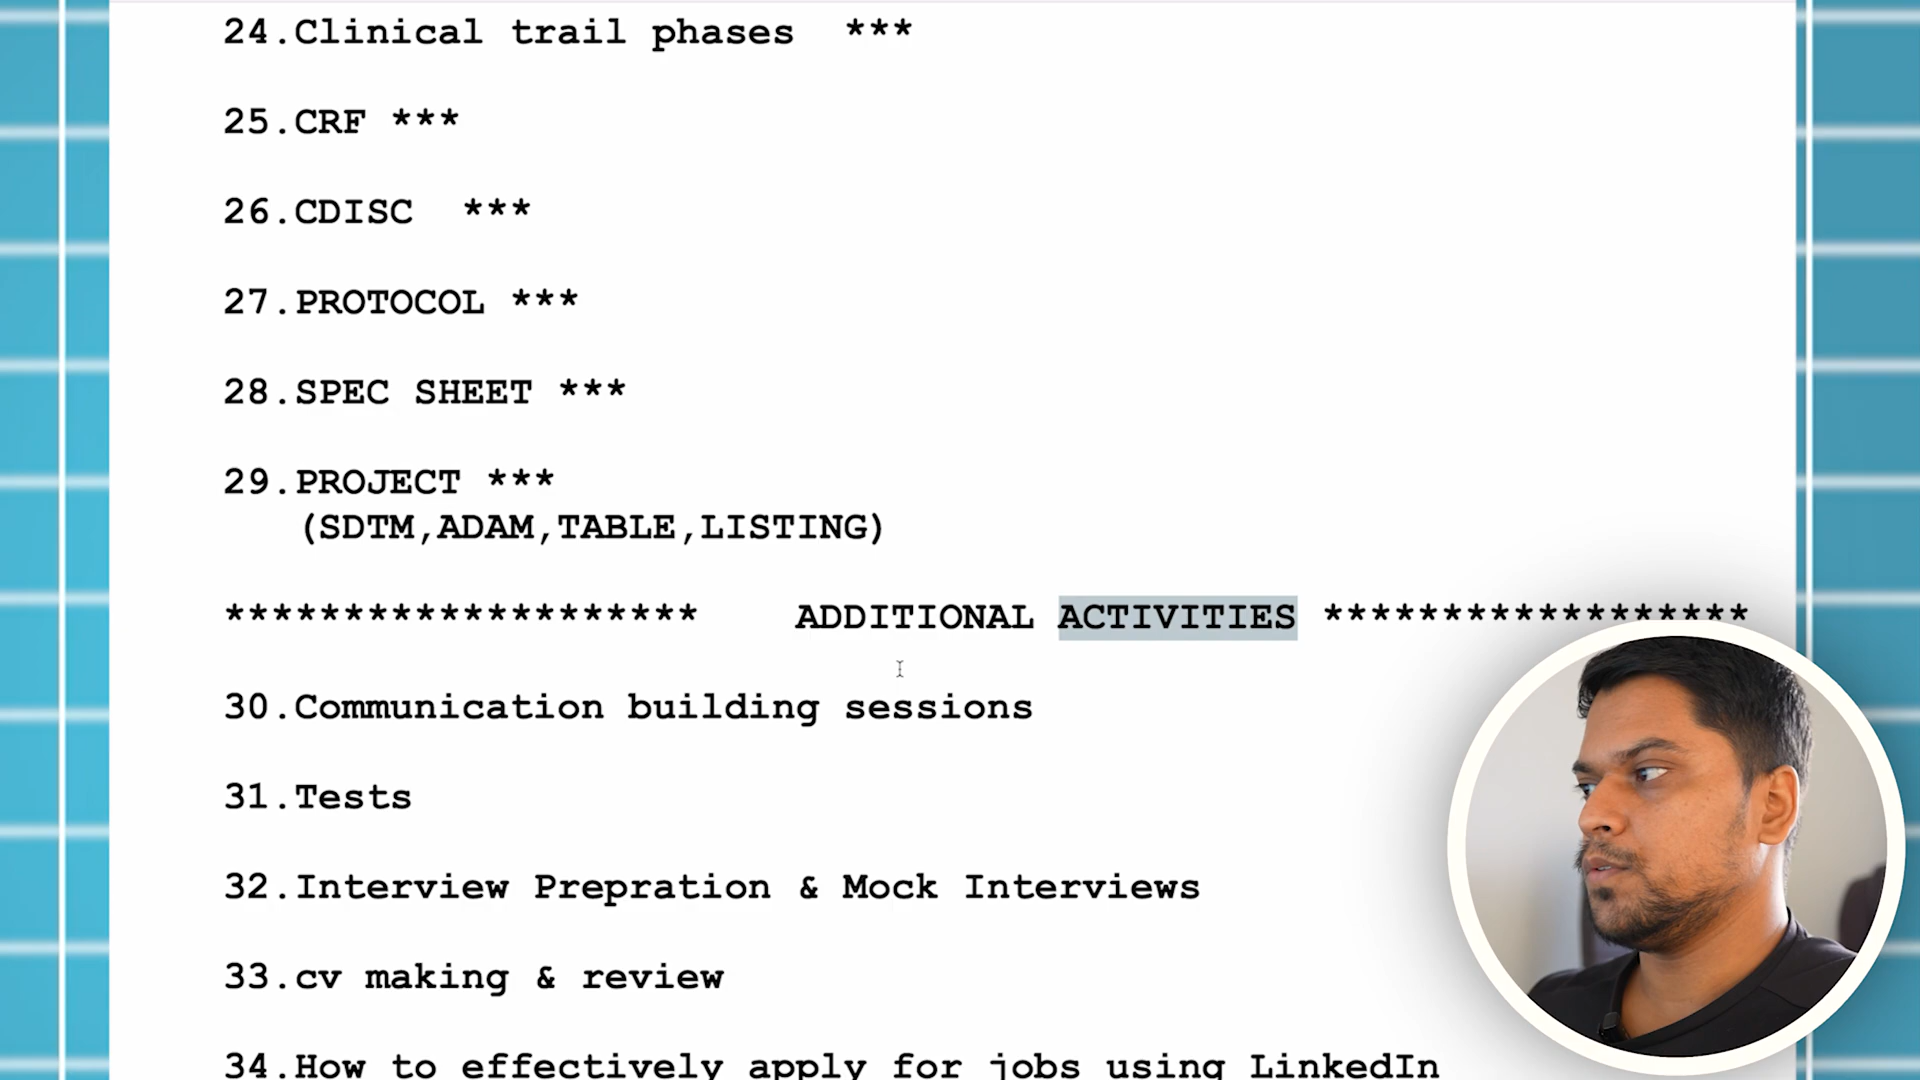 24.Clinical trail phases  ***
25.CRF ***
26.CDISC  ***
27.PROTOCOL ***
28.SPEC SHEET ***
29.PROJECT ***
(SDTM,ADAM,TABLE,LISTING)
********************    ADDITIONAL ACTIVITIES ******************
30.Communication building sessions
31.Tests
32.Interview Prepration & Mock Interviews
33.cv making & review
34.How to effectively apply for jobs using LinkedIn